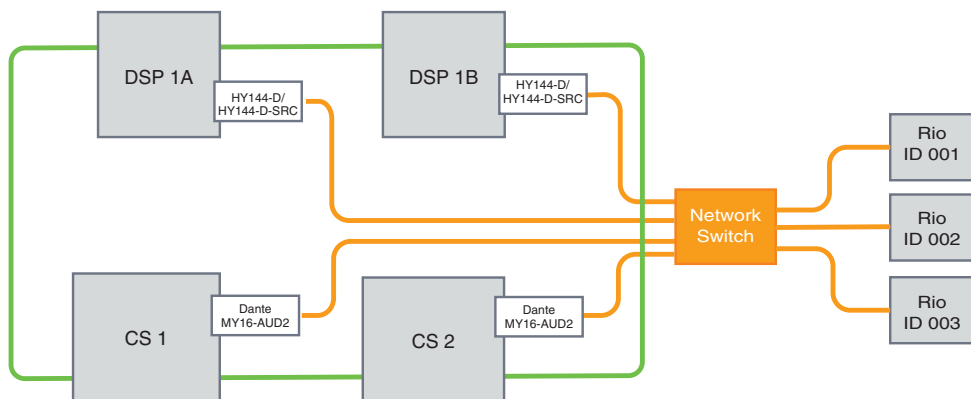 DSP 1A
HY144-D/
HY144-D-SRC
DSP 1B
HY144-D/
HY144-D-SRC
Rio
ID 001
Network
Switch
Rio
ID 002
Rio
ID 003
CS 1
Dante
MY16-AUD2
CS 2
Dante
MY16-AUD2